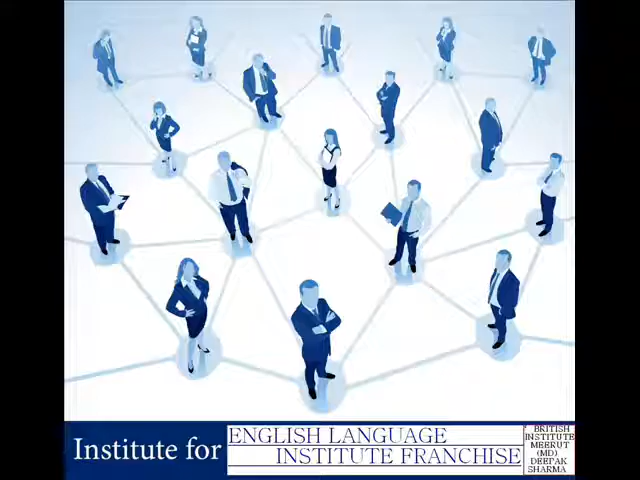 Institute for
ENGLISH LANGUAGE
INSTITUTE FRANCHISE
BRITISH
INSTITUTE
MEERUT
(MD)
DEEPAK
SHARMA